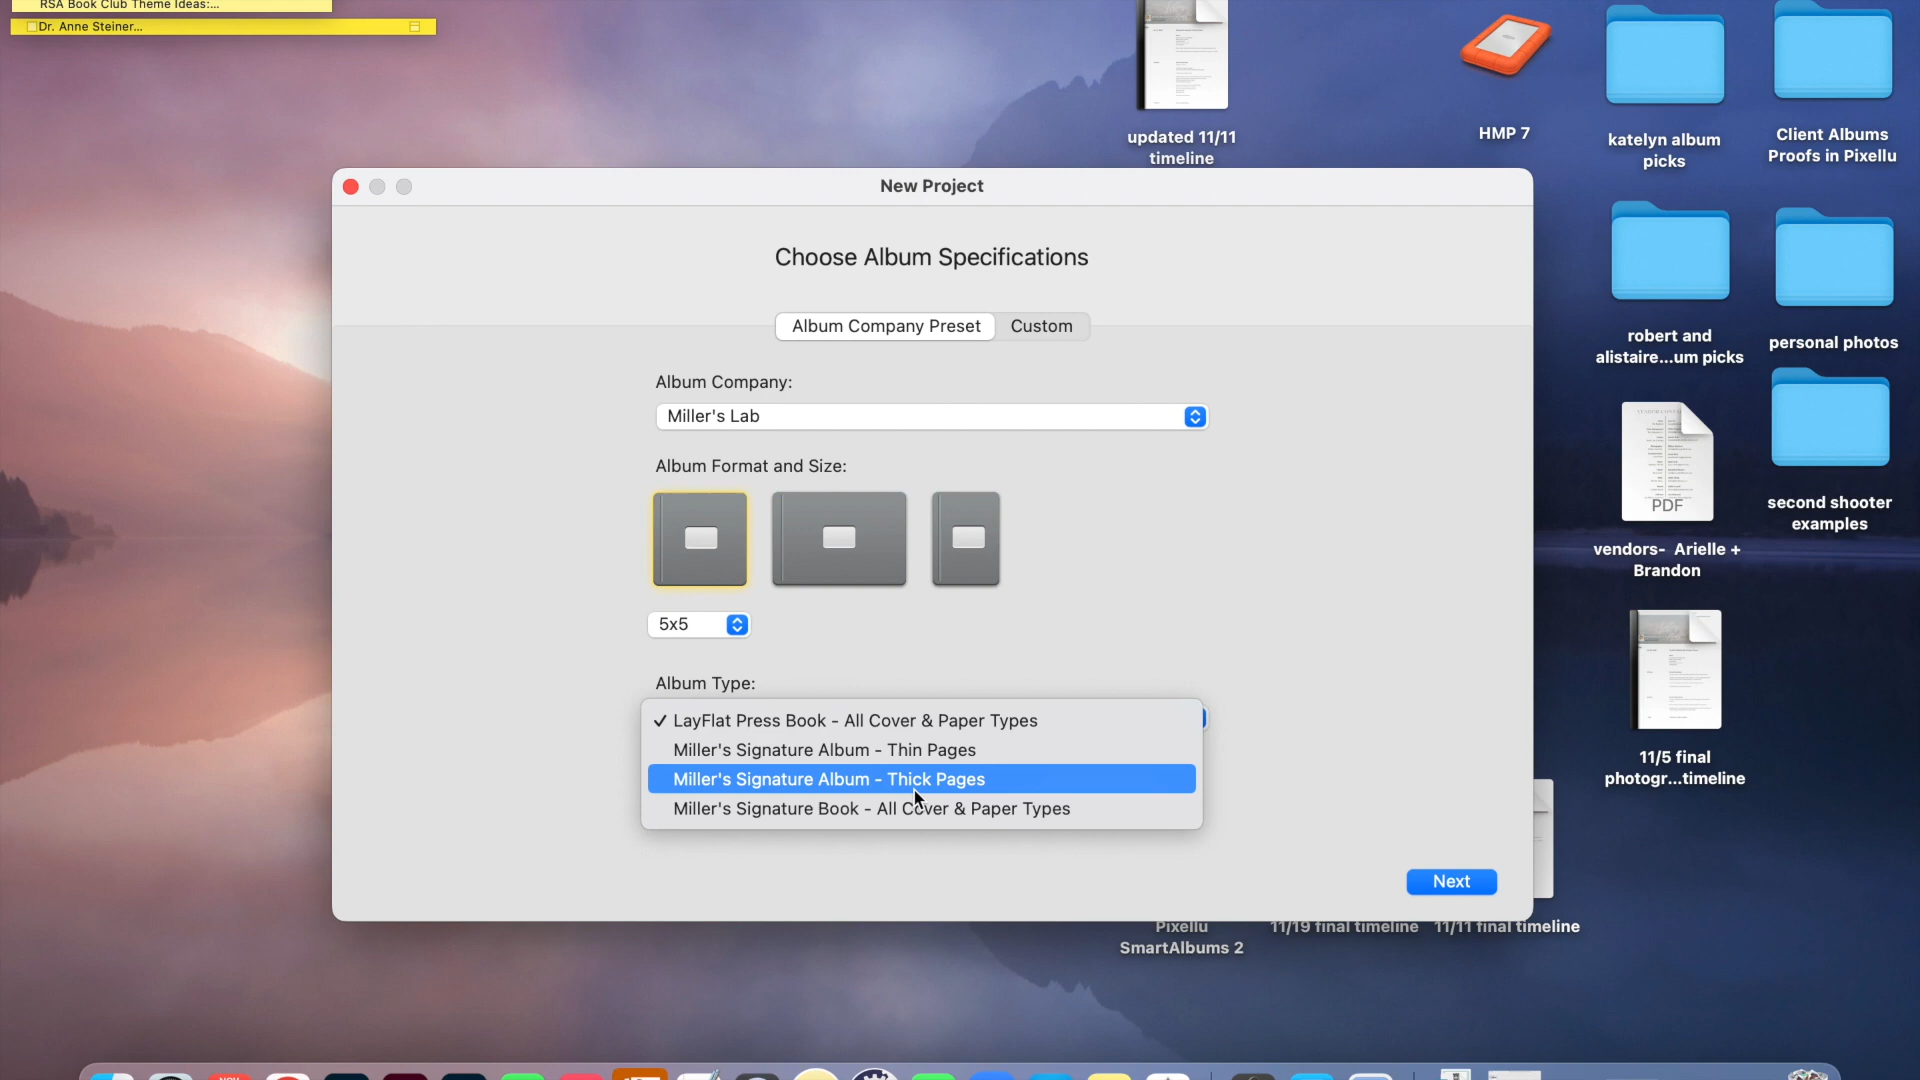 RSA Book Club Theme Ideas:...
Dr. Anne Steiner...
updated 11/11
timeline
HMP 7
katelyn album
picks
Client Albums
Proofs in Pixellu
New Project
Choose Album Specifications
Album Company Preset
Custom
Album Company:
Miller's Lab
Album Format and Size:
5x5
Album Type:
✓ LayFlat Press Book - All Cover & Paper Types
Miller's Signature Album - Thin Pages
Miller's Signature Album - Thick Pages
Miller's Signature Book - All Cover & Paper Types
Next
robert and
alistaire...um picks
personal photos
PDF
vendors- Arielle +
Brandon
second shooter
examples
11/5 final
photogr...timeline
Pixellu
SmartAlbums 2
11/19 final timeline
11/11 final timeline